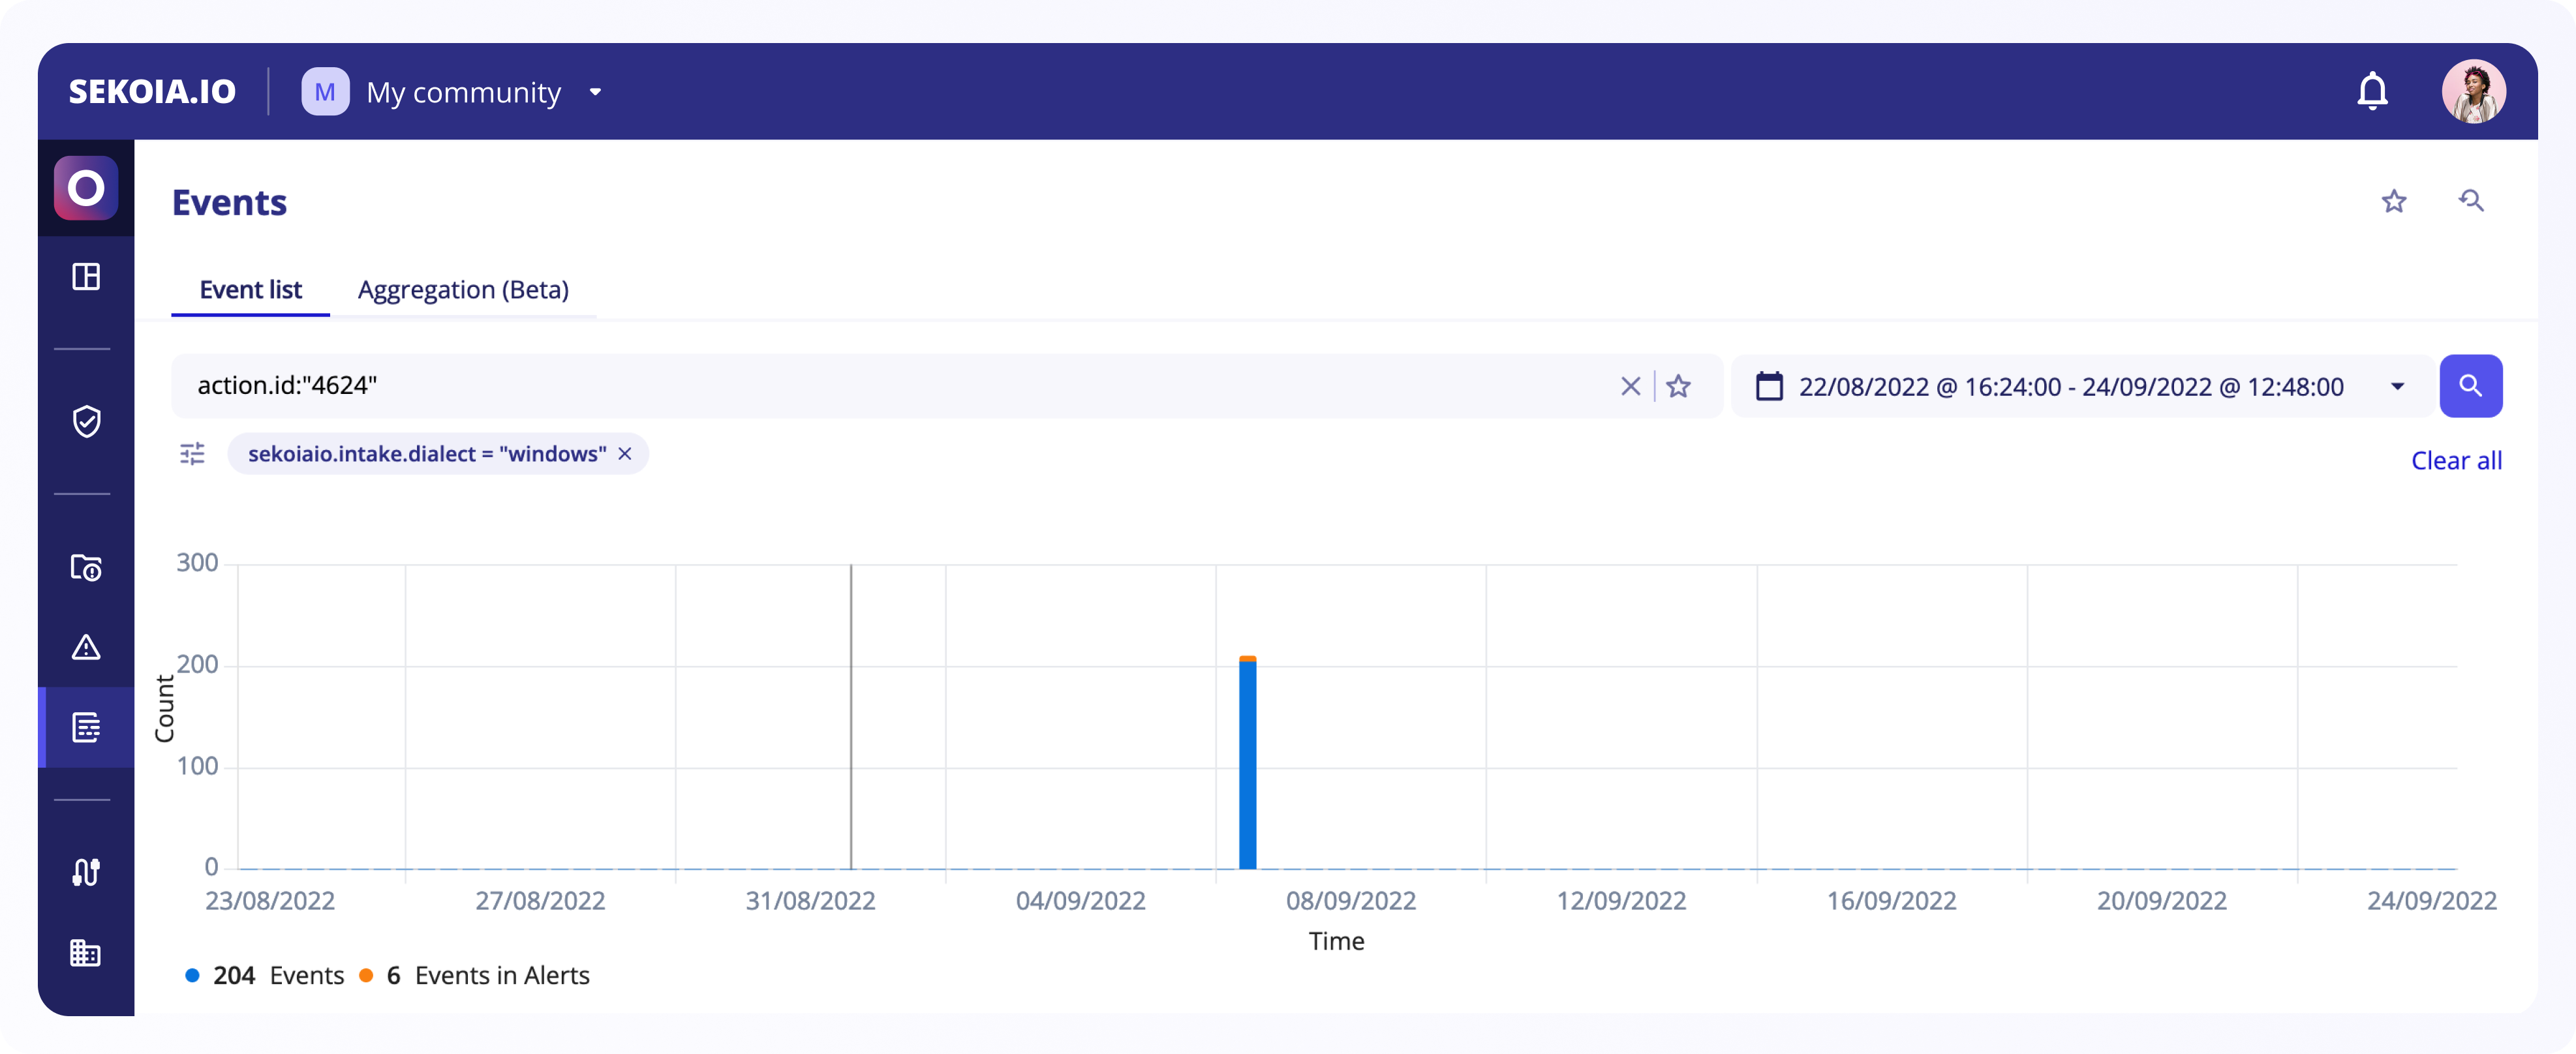 SEKOIA.IO
M My community
Events
Event list Aggregation (Beta)
action.id:"4624"
22/08/2022 @ 16:24:00 - 24/09/2022 @ 12:48:00
sekoiaio.intake.dialect = "windows"
Clear all
300
200
100
0
Count
23/08/2022 27/08/2022 31/08/2022 04/09/2022 08/09/2022 12/09/2022 16/09/2022 20/09/2022 24/09/2022
Time
204 Events 6 Events in Alerts